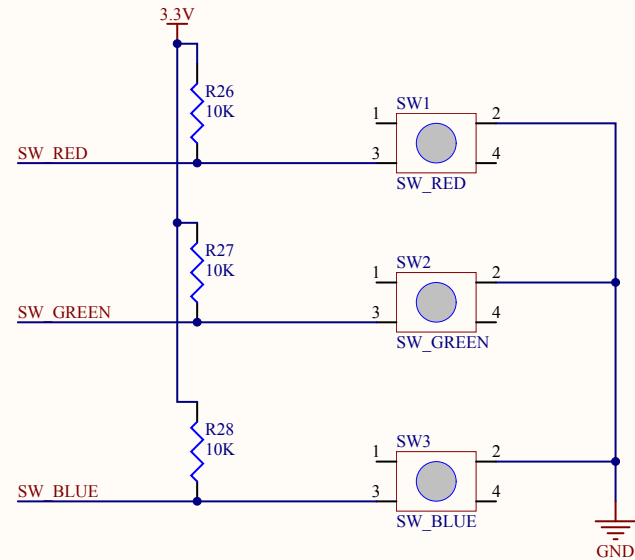 3.3V
R26
10K
SW1
1
2
SW_RED
3
4
SW_RED
R27
10K
SW2
1
2
SW_GREEN
3
4
SW_GREEN
R28
10K
SW3
1
2
SW_BLUE
3
4
SW_BLUE
GND